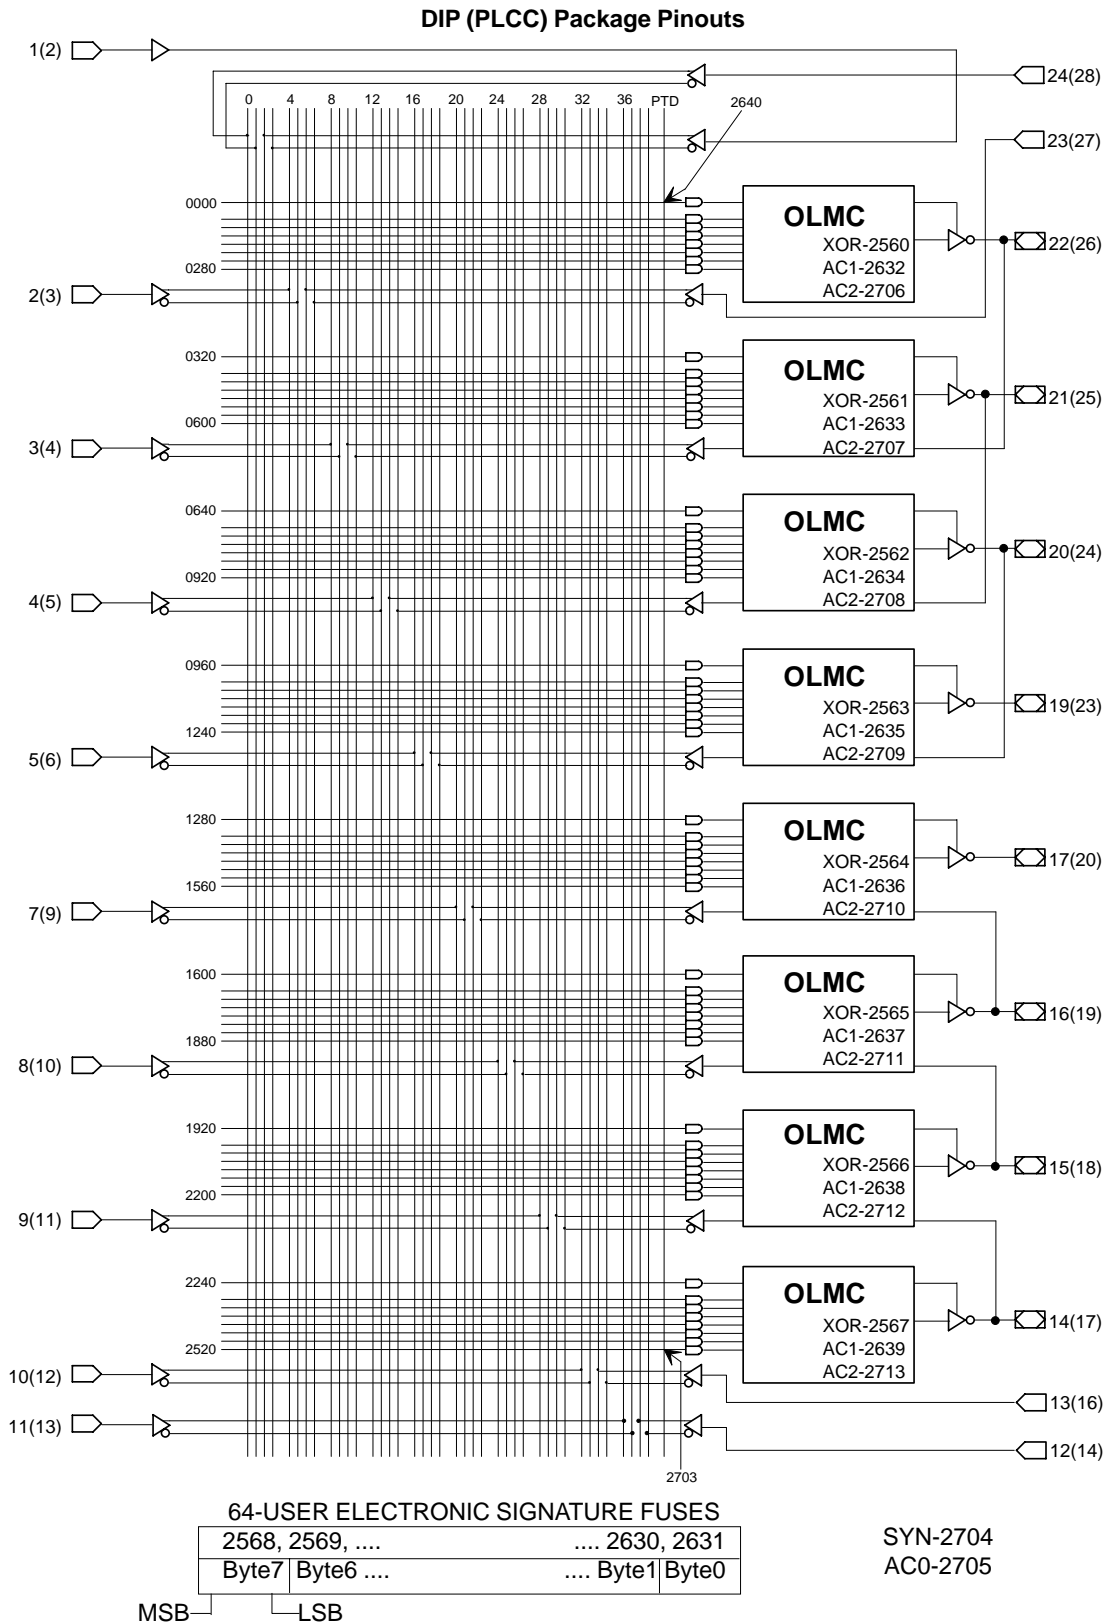 DIP (PLCC) Package Pinouts
1(2)
24(28)
0 4 8 12 16 20 24 28 32 36 PTD 2640
23(27)
0000
OLMC
XOR-2560
AC1-2632
AC2-2706
22(26)
0280
2(3)
0320
OLMC
XOR-2561
AC1-2633
AC2-2707
21(25)
0600
3(4)
0640
OLMC
XOR-2562
AC1-2634
AC2-2708
20(24)
0920
4(5)
0960
OLMC
XOR-2563
AC1-2635
AC2-2709
19(23)
1240
5(6)
1280
OLMC
XOR-2564
AC1-2636
AC2-2710
17(20)
1560
7(9)
1600
OLMC
XOR-2565
AC1-2637
AC2-2711
16(19)
1880
8(10)
1920
OLMC
XOR-2566
AC1-2638
AC2-2712
15(18)
2200
9(11)
2240
OLMC
XOR-2567
AC1-2639
AC2-2713
14(17)
2520
10(12)
13(16)
11(13)
12(14)
2703
64-USER ELECTRONIC SIGNATURE FUSES
2568, 2569, .... .... 2630, 2631
Byte7 Byte6 .... .... Byte1 Byte0
MSB LSB
SYN-2704
AC0-2705